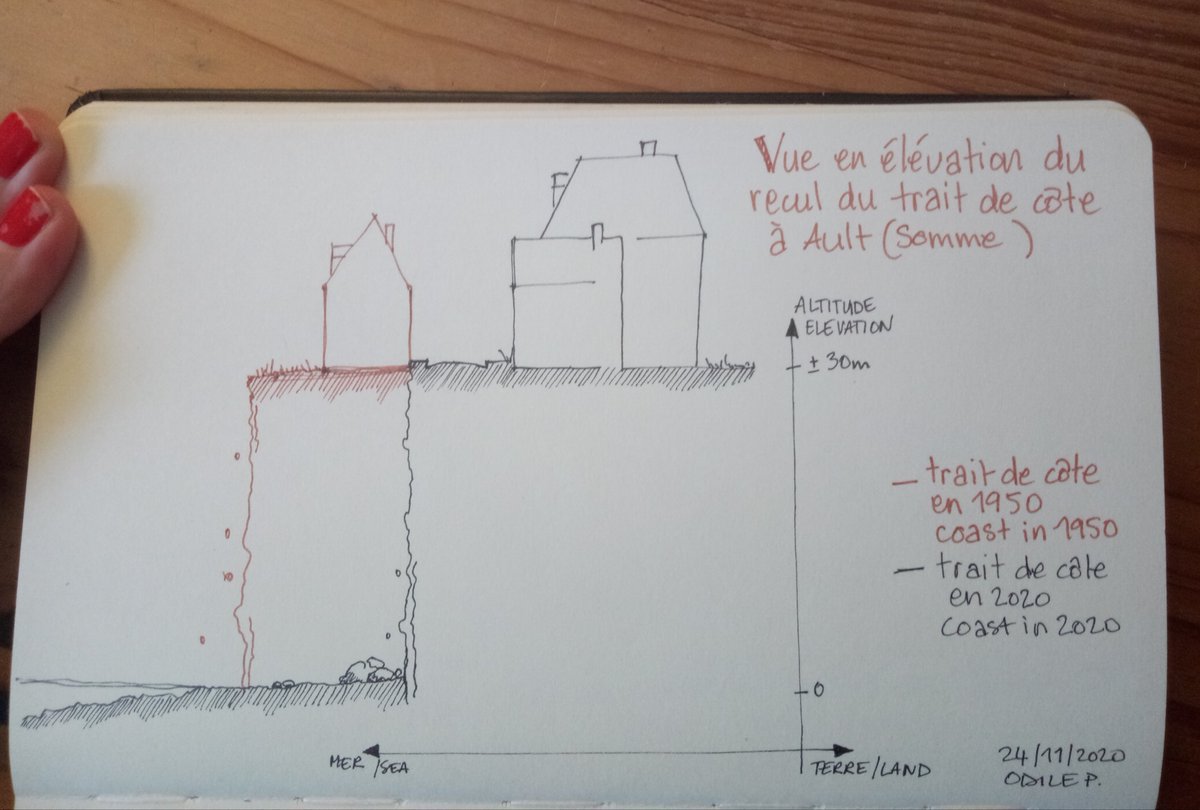 Vue en élévation du
recul du trait de côte
à Ault (Somme)
ALTITUDE
ELEVATION
± 30m
— trait de côte
en 1950
coast in 1950
— trait de côte
en 2020
coast in 2020
0
MER/SEA
TERRE/LAND
24/11/2020
ODILE P.